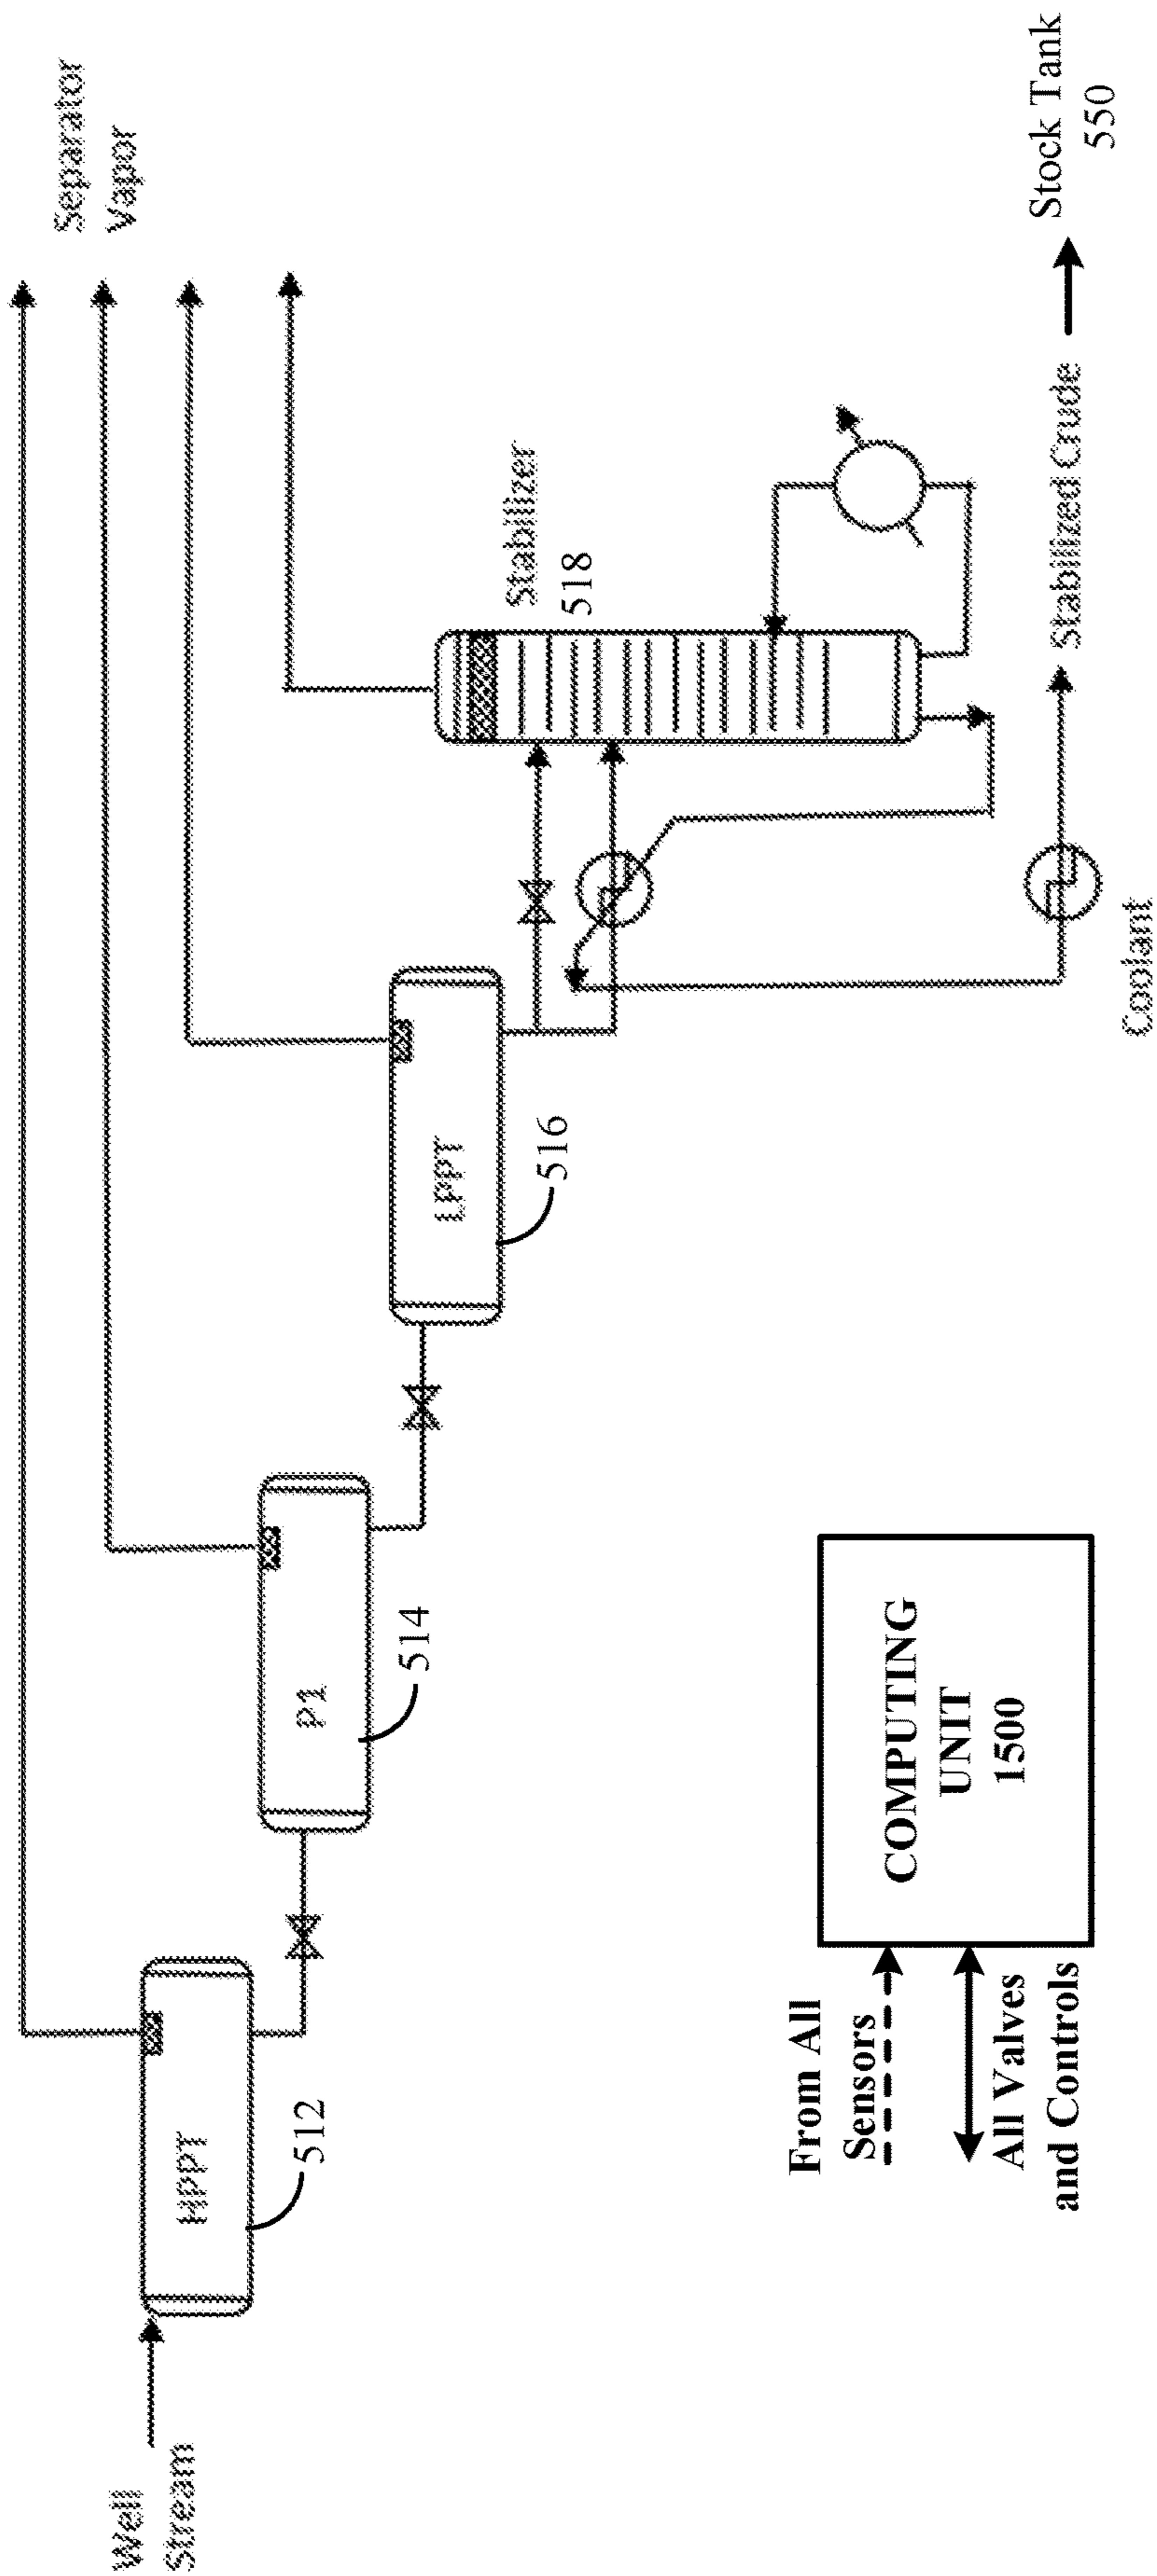 Well
Stream
HPPT
512
P1
514
LPPT
516
Stabilizer
518
Separator
Vapor
Coolant
Stabilized Crude
Stock Tank
550
From All
Sensors
All Valves
and Controls
COMPUTING
UNIT
1500